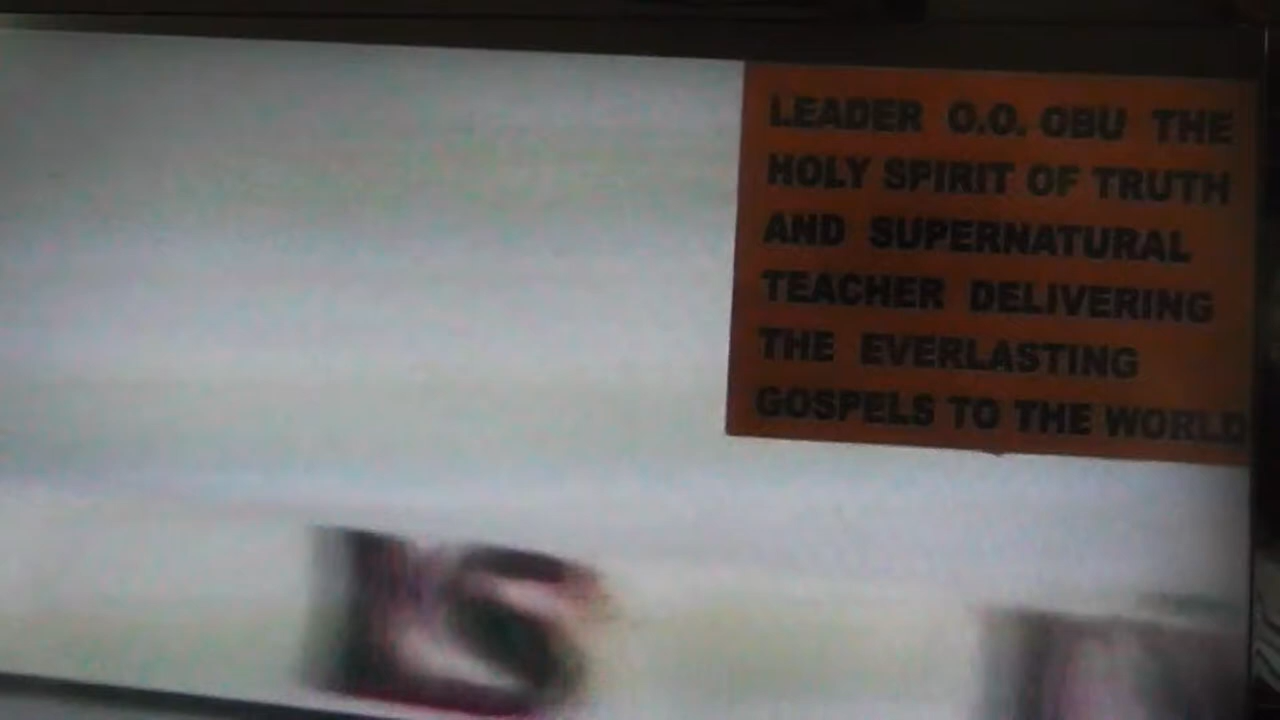 LEADER O.O. OBU THE
HOLY SPIRIT OF TRUTH
AND SUPERNATURAL
TEACHER DELIVERING
THE EVERLASTING
GOSPELS TO THE WORLD